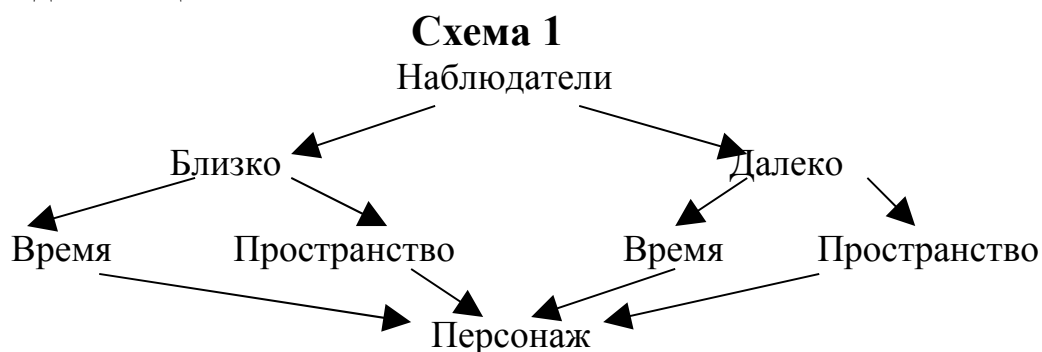 Схема 1
Наблюдатели
Близко Далеко
Время Пространство Время Пространство
Персонаж